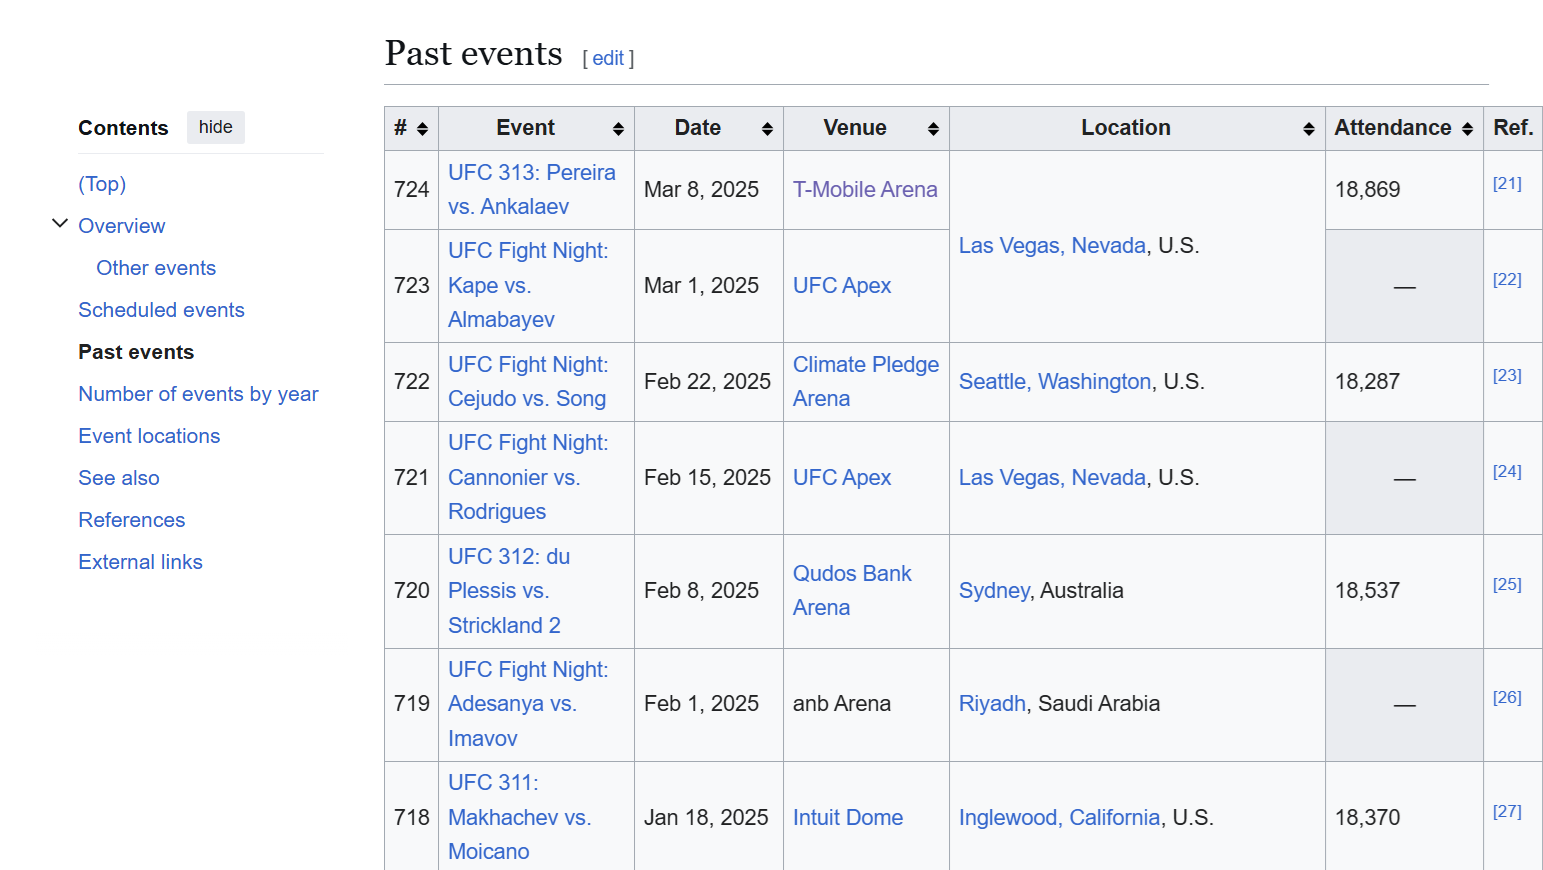 Past events [ edit ]
Contents hide
(Top)
Overview
Other events
Scheduled events
Past events
Number of events by year
Event locations
See also
References
External links
# Event Date Venue Location Attendance Ref.
724 UFC 313: Pereira vs. Ankalaev Mar 8, 2025 T-Mobile Arena Las Vegas, Nevada, U.S. 18,869 [21]
723 UFC Fight Night: Kape vs. Almabayev Mar 1, 2025 UFC Apex — [22]
722 UFC Fight Night: Cejudo vs. Song Feb 22, 2025 Climate Pledge Arena Seattle, Washington, U.S. 18,287 [23]
721 UFC Fight Night: Cannonier vs. Rodrigues Feb 15, 2025 UFC Apex Las Vegas, Nevada, U.S. — [24]
720 UFC 312: du Plessis vs. Strickland 2 Feb 8, 2025 Qudos Bank Arena Sydney, Australia 18,537 [25]
719 UFC Fight Night: Adesanya vs. Imavov Feb 1, 2025 anb Arena Riyadh, Saudi Arabia — [26]
718 UFC 311: Makhachev vs. Moicano Jan 18, 2025 Intuit Dome Inglewood, California, U.S. 18,370 [27]